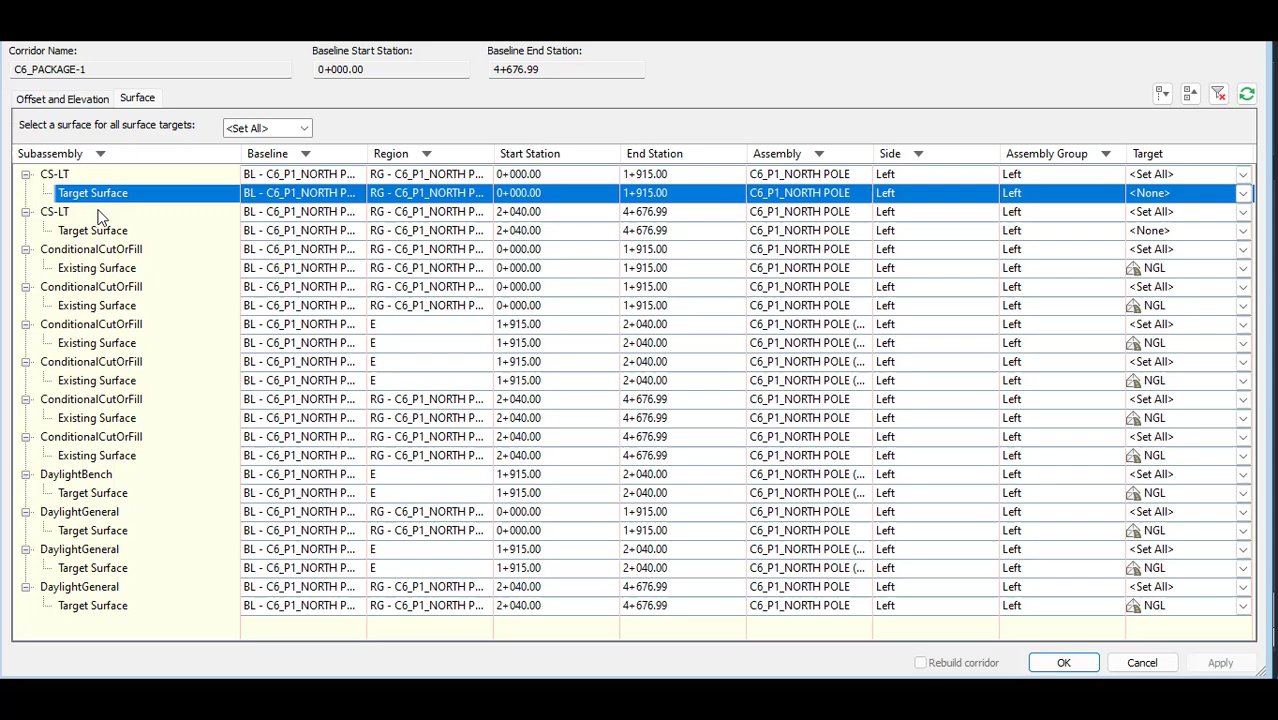 Corridor Name: Baseline Start Station: Baseline End Station:
C6_PACKAGE-1 0+000.00 4+676.99
Offset and Elevation Surface
Select a surface for all surface targets: <Set All>
Subassembly Baseline Region Start Station End Station Assembly Side Assembly Group Target
CS-LT BL - C6_P1_NORTH P... RG - C6_P1_NORTH P... 0+000.00 1+915.00 C6_P1_NORTH POLE Left Left <Set All>
Target Surface BL - C6_P1_NORTH P... RG - C6_P1_NORTH P... 0+000.00 1+915.00 C6_P1_NORTH POLE Left Left <None>
CS-LT BL - C6_P1_NORTH P... RG - C6_P1_NORTH P... 2+040.00 4+676.99 C6_P1_NORTH POLE Left Left <Set All>
Target Surface BL - C6_P1_NORTH P... RG - C6_P1_NORTH P... 2+040.00 4+676.99 C6_P1_NORTH POLE Left Left <None>
ConditionalCutOrFill BL - C6_P1_NORTH P... RG - C6_P1_NORTH P... 0+000.00 1+915.00 C6_P1_NORTH POLE Left Left <Set All>
Existing Surface BL - C6_P1_NORTH P... RG - C6_P1_NORTH P... 0+000.00 1+915.00 C6_P1_NORTH POLE Left Left NGL
ConditionalCutOrFill BL - C6_P1_NORTH P... RG - C6_P1_NORTH P... 0+000.00 1+915.00 C6_P1_NORTH POLE Left Left <Set All>
Existing Surface BL - C6_P1_NORTH P... RG - C6_P1_NORTH P... 0+000.00 1+915.00 C6_P1_NORTH POLE Left Left NGL
ConditionalCutOrFill BL - C6_P1_NORTH P... E 1+915.00 2+040.00 C6_P1_NORTH POLE (... Left Left <Set All>
Existing Surface BL - C6_P1_NORTH P... E 1+915.00 2+040.00 C6_P1_NORTH POLE (... Left Left NGL
ConditionalCutOrFill BL - C6_P1_NORTH P... E 1+915.00 2+040.00 C6_P1_NORTH POLE (... Left Left <Set All>
Existing Surface BL - C6_P1_NORTH P... E 1+915.00 2+040.00 C6_P1_NORTH POLE (... Left Left NGL
ConditionalCutOrFill BL - C6_P1_NORTH P... RG - C6_P1_NORTH P... 2+040.00 4+676.99 C6_P1_NORTH POLE Left Left <Set All>
Existing Surface BL - C6_P1_NORTH P... RG - C6_P1_NORTH P... 2+040.00 4+676.99 C6_P1_NORTH POLE Left Left NGL
ConditionalCutOrFill BL - C6_P1_NORTH P... RG - C6_P1_NORTH P... 2+040.00 4+676.99 C6_P1_NORTH POLE Left Left <Set All>
Existing Surface BL - C6_P1_NORTH P... RG - C6_P1_NORTH P... 2+040.00 4+676.99 C6_P1_NORTH POLE Left Left NGL
DaylightBench BL - C6_P1_NORTH P... E 1+915.00 2+040.00 C6_P1_NORTH POLE (... Left Left <Set All>
Target Surface BL - C6_P1_NORTH P... E 1+915.00 2+040.00 C6_P1_NORTH POLE (... Left Left NGL
DaylightGeneral BL - C6_P1_NORTH P... RG - C6_P1_NORTH P... 0+000.00 1+915.00 C6_P1_NORTH POLE Left Left <Set All>
Target Surface BL - C6_P1_NORTH P... RG - C6_P1_NORTH P... 0+000.00 1+915.00 C6_P1_NORTH POLE Left Left NGL
DaylightGeneral BL - C6_P1_NORTH P... E 1+915.00 2+040.00 C6_P1_NORTH POLE (... Left Left <Set All>
Target Surface BL - C6_P1_NORTH P... E 1+915.00 2+040.00 C6_P1_NORTH POLE (... Left Left NGL
DaylightGeneral BL - C6_P1_NORTH P... RG - C6_P1_NORTH P... 2+040.00 4+676.99 C6_P1_NORTH POLE Left Left <Set All>
Target Surface BL - C6_P1_NORTH P... RG - C6_P1_NORTH P... 2+040.00 4+676.99 C6_P1_NORTH POLE Left Left NGL
Rebuild corridor OK Cancel Apply